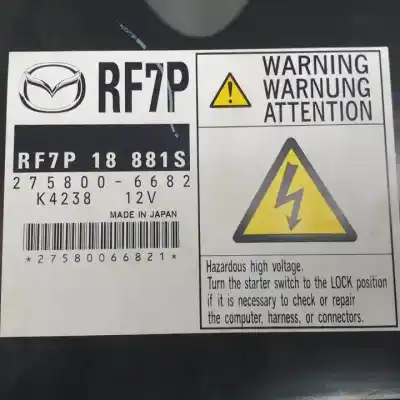 RF7P
RF7P 18 881S
275800-6682
K4238 12V
MADE IN JAPAN
*27580066821*
WARNING
WARNUNG
ATTENTION
Hazardous high voltage.
Turn the starter switch to the LOCK position
if it is necessary to check or repair
the computer, harness, or connectors.